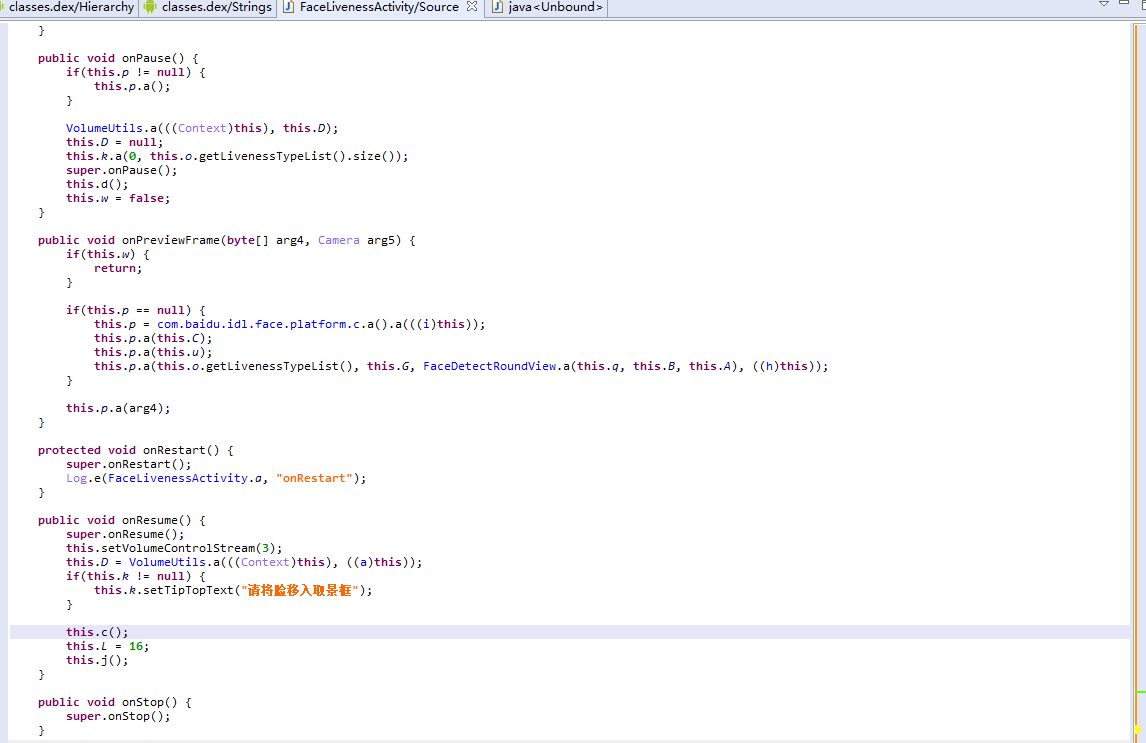 classes.dex/Hierarchy classes.dex/Strings FaceLivenessActivity/Source java<Unbound>
}
public void onPause() {
if(this.p != null) {
this.p.a();
}
VolumeUtils.a(((Context)this), this.D);
this.D = null;
this.k.a(0, this.o.getLivenessTypeList().size());
super.onPause();
this.d();
this.w = false;
}
public void onPreviewFrame(byte[] arg4, Camera arg5) {
if(this.w) {
return;
}
if(this.p == null) {
this.p = com.baidu.idl.face.platform.c.a().a(((i)this));
this.p.a(this.C);
this.p.a(this.u);
this.p.a(this.o.getLivenessTypeList(), this.G, FaceDetectRoundView.a(this.q, this.B, this.A), ((h)this));
}
this.p.a(arg4);
}
protected void onRestart() {
super.onRestart();
Log.e(FaceLivenessActivity.a, "onRestart");
}
public void onResume() {
super.onResume();
this.setVolumeControlStream(3);
this.D = VolumeUtils.a(((Context)this), ((a)this));
if(this.k != null) {
this.k.setTipTopText("请将脸移入取景框");
}
this.c();
this.L = 16;
this.j();
}
public void onStop() {
super.onStop();
}